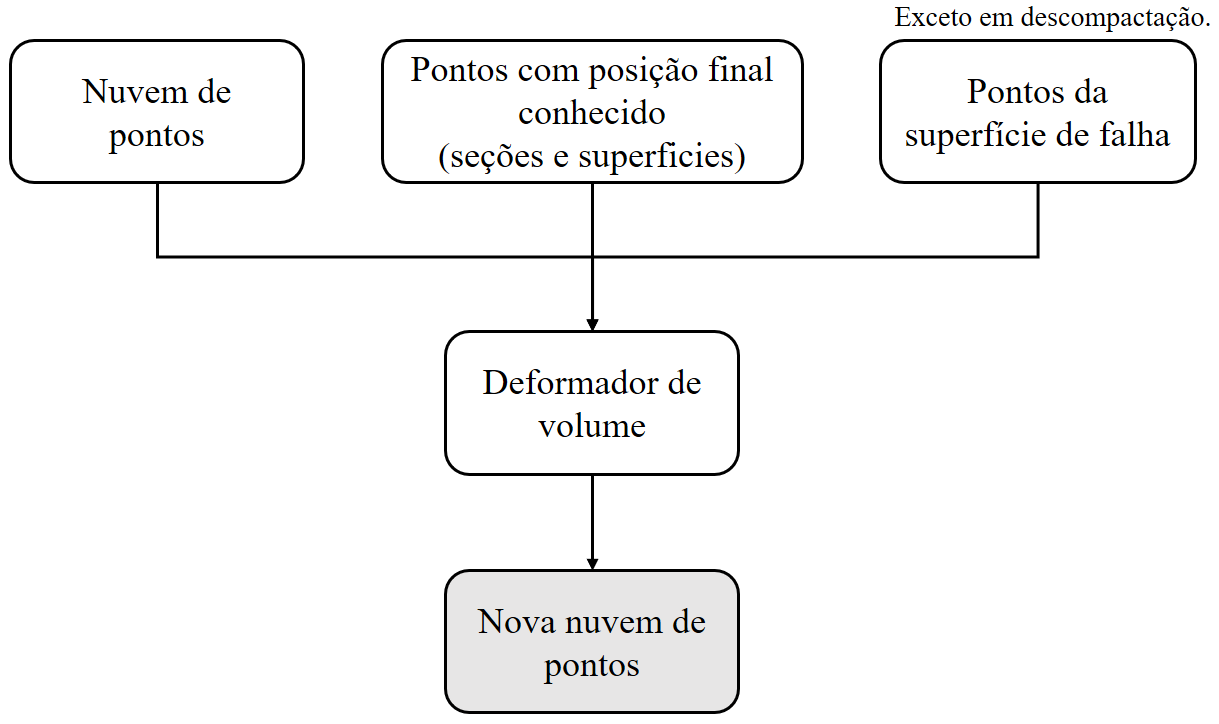 Exceto em descompactação.
Nuvem de
pontos
Pontos com posição final
conhecido
(seções e superficies)
Pontos da
superfície de falha
Deformador de
volume
Nova nuvem de
pontos